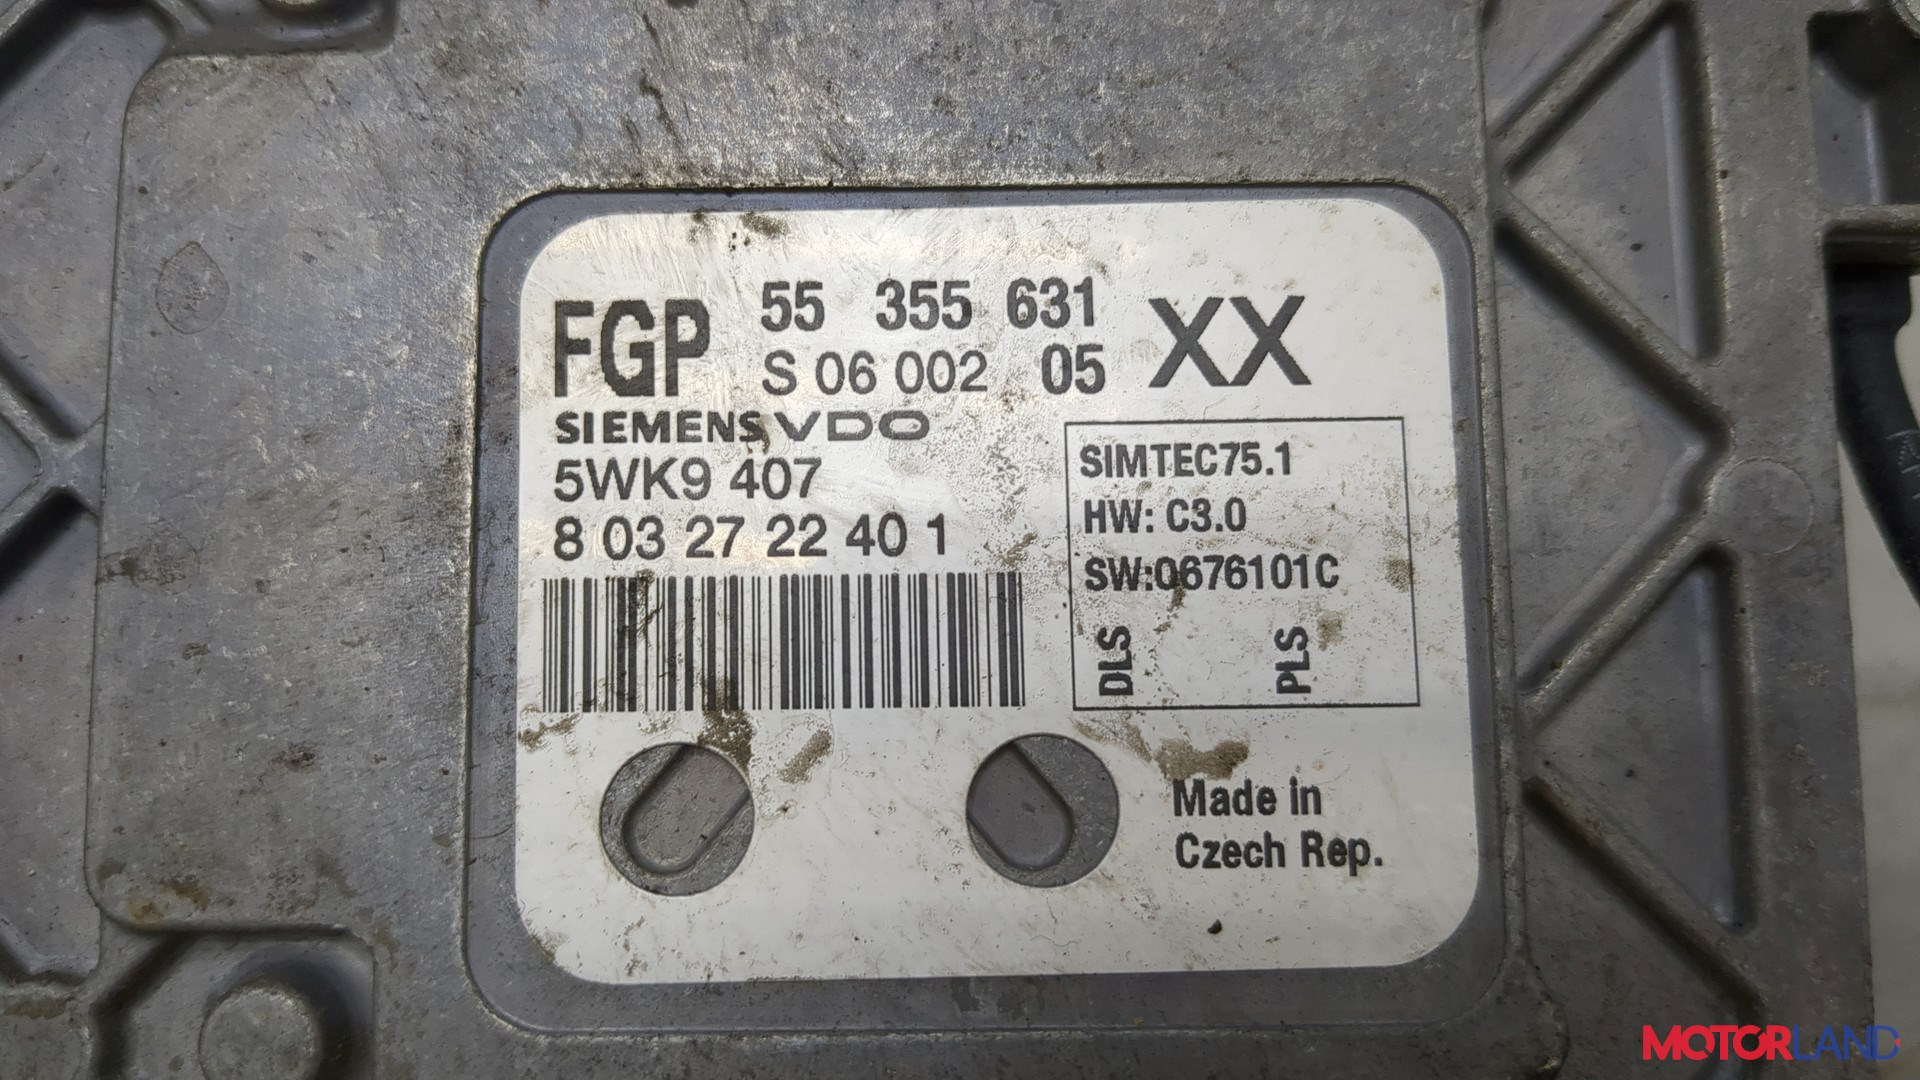 FGP 55 355 631 XX
S 06 002 05
SIEMENS VDO
5WK9 407
8 03 27 22 40 1
SIMTEC75.1
HW: C3.0
SW:0676101C
DLS PLS
Made in
Czech Rep.
MOTORLAND